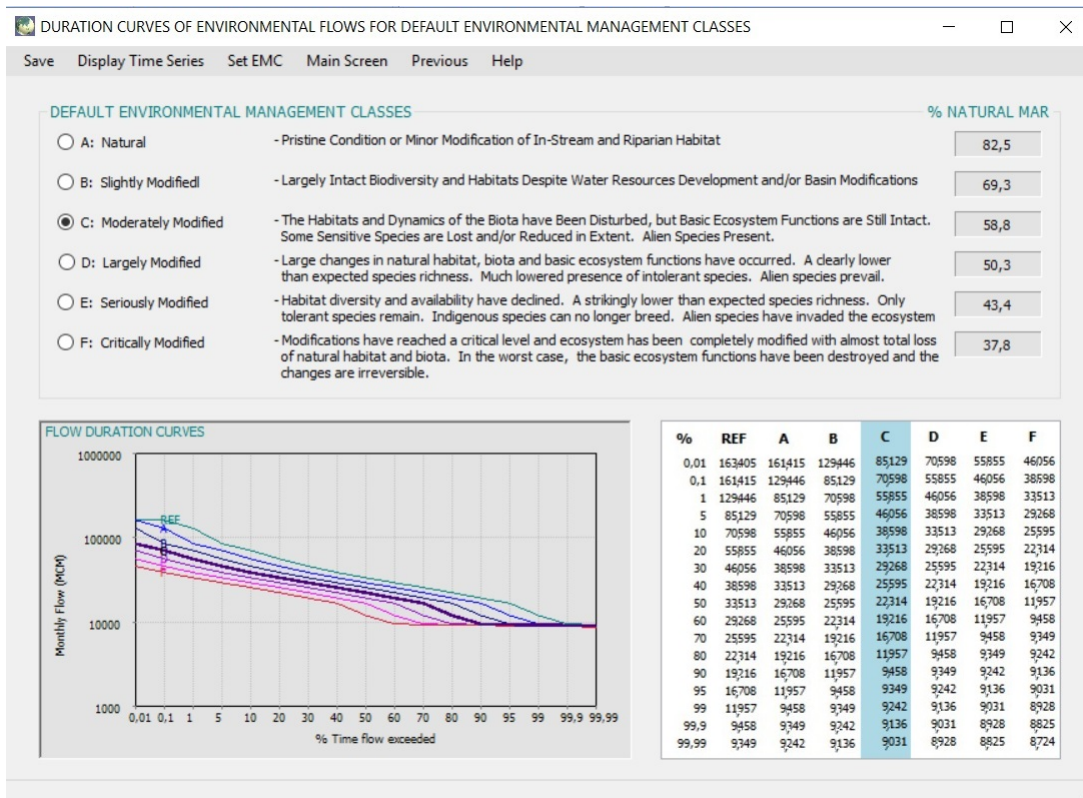 DURATION CURVES OF ENVIRONMENTAL FLOWS FOR DEFAULT ENVIRONMENTAL MANAGEMENT CLASSES
Save Display Time Series Set EMC Main Screen Previous Help
DEFAULT ENVIRONMENTAL MANAGEMENT CLASSES % NATURAL MAR
A: Natural - Pristine Condition or Minor Modification of In-Stream and Riparian Habitat 82,5
B: Slightly Modifiedl - Largely Intact Biodiversity and Habitats Despite Water Resources Development and/or Basin Modifications 69,3
C: Moderately Modified - The Habitats and Dynamics of the Biota have Been Disturbed, but Basic Ecosystem Functions are Still Intact. 58,8
Some Sensitive Species are Lost and/or Reduced in Extent. Alien Species Present.
D: Largely Modified - Large changes in natural habitat, biota and basic ecosystem functions have occurred. A clearly lower 50,3
than expected species richness. Much lowered presence of intolerant species. Alien species prevail.
E: Seriously Modified - Habitat diversity and availability have declined. A strikingly lower than expected species richness. Only 43,4
tolerant species remain. Indigenous species can no longer breed. Alien species have invaded the ecosystem
F: Critically Modified - Modifications have reached a critical level and ecosystem has been completely modified with almost total loss 37,8
of natural habitat and biota. In the worst case, the basic ecosystem functions have been destroyed and the
changes are irreversible.
FLOW DURATION CURVES
1000000
100000
10000
1000
Monthly Flow (MCM)
REF
A
B
F
0,01 0,1 1 5 10 20 30 40 50 60 70 80 90 95 99 99,9 99,99
% Time flow exceeded
% REF A B C D E F
0,01 163405 161415 129446 85129 70598 55855 46056
0,1 161415 129446 85129 70598 55855 46056 38598
1 129446 85129 70598 55855 46056 38598 33513
5 85129 70598 55855 46056 38598 33513 29268
10 70598 55855 46056 38598 33513 29268 25595
20 55855 46056 38598 33513 29268 25595 22314
30 46056 38598 33513 29268 25595 22314 19216
40 38598 33513 29268 25595 22314 19216 16708
50 33513 29268 25595 22314 19216 16708 11957
60 29268 25595 22314 19216 16708 11957 9458
70 25595 22314 19216 16708 11957 9458 9349
80 22314 19216 16708 11957 9458 9349 9242
90 19216 16708 11957 9458 9349 9242 9136
95 16708 11957 9458 9349 9242 9136 9031
99 11957 9458 9349 9242 9136 9031 8928
99,9 9458 9349 9242 9136 9031 8928 8825
99,99 9349 9242 9136 9031 8928 8825 8724